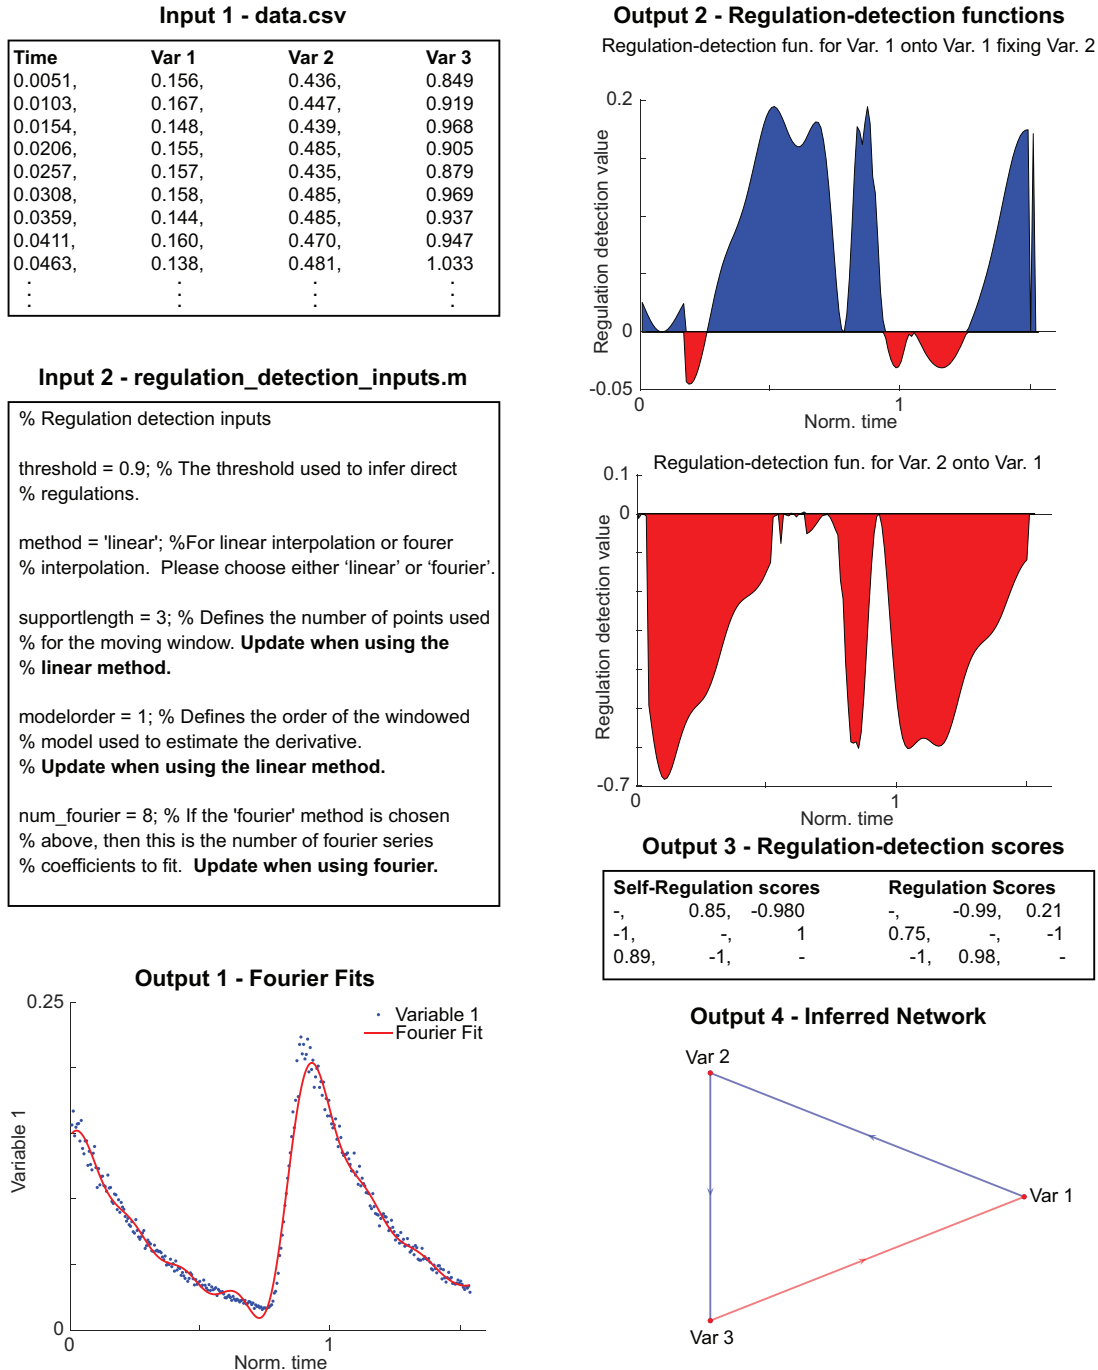 Input 1 - data.csv
Time Var 1 Var 2 Var 3
0.0051, 0.156, 0.436, 0.849
0.0103, 0.167, 0.447, 0.919
0.0154, 0.148, 0.439, 0.968
0.0206, 0.155, 0.485, 0.905
0.0257, 0.157, 0.435, 0.879
0.0308, 0.158, 0.485, 0.969
0.0359, 0.144, 0.485, 0.937
0.0411, 0.160, 0.470, 0.947
0.0463, 0.138, 0.481, 1.033
Input 2 - regulation_detection_inputs.m
% Regulation detection inputs
threshold = 0.9; % The threshold used to infer direct
% regulations.
method = 'linear'; %For linear interpolation or fourer
% interpolation. Please choose either ‘linear’ or ‘fourier’.
supportlength = 3; % Defines the number of points used
% for the moving window. Update when using the
% linear method.
modelorder = 1; % Defines the order of the windowed
% model used to estimate the derivative.
% Update when using the linear method.
num_fourier = 8; % If the 'fourier' method is chosen
% above, then this is the number of fourier series
% coefficients to fit. Update when using fourier.
Output 1 - Fourier Fits
0.25
Variable 1
Fourier Fit
Variable 1
0
0 1
Norm. time
Output 2 - Regulation-detection functions
Regulation-detection fun. for Var. 1 onto Var. 1 fixing Var. 2
0.2
Regulation detection value
0
-0.05
0 1
Norm. time
Regulation-detection fun. for Var. 2 onto Var. 1
0.1
0
Regulation detection value
-0.7
0 1
Norm. time
Output 3 - Regulation-detection scores
Self-Regulation scores Regulation Scores
-, 0.85, -0.980 -, -0.99, 0.21
-1, -, 1 0.75, -, -1
0.89, -1, - -1, 0.98, -
Output 4 - Inferred Network
Var 2
Var 1
Var 3